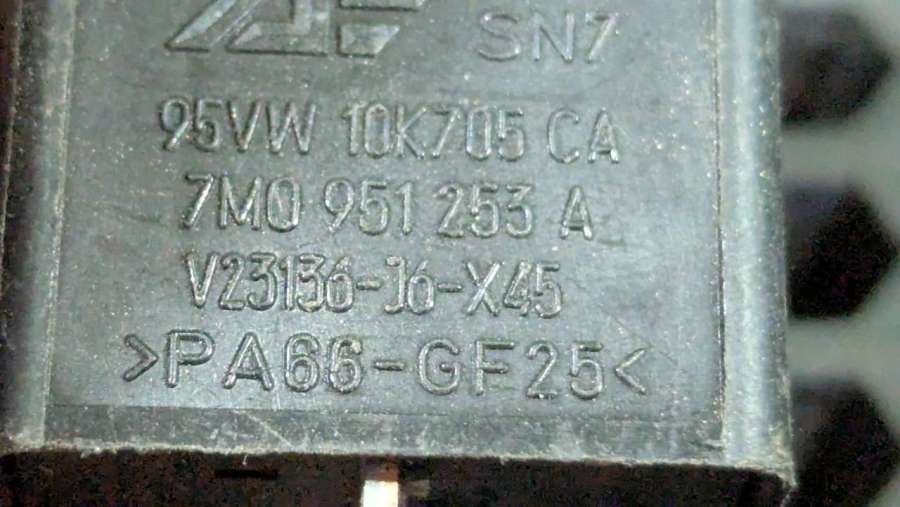 SN7
95VW 10K705 CA
7M0 951 253 A
V23136-J6-X45
>PA66-GF25<